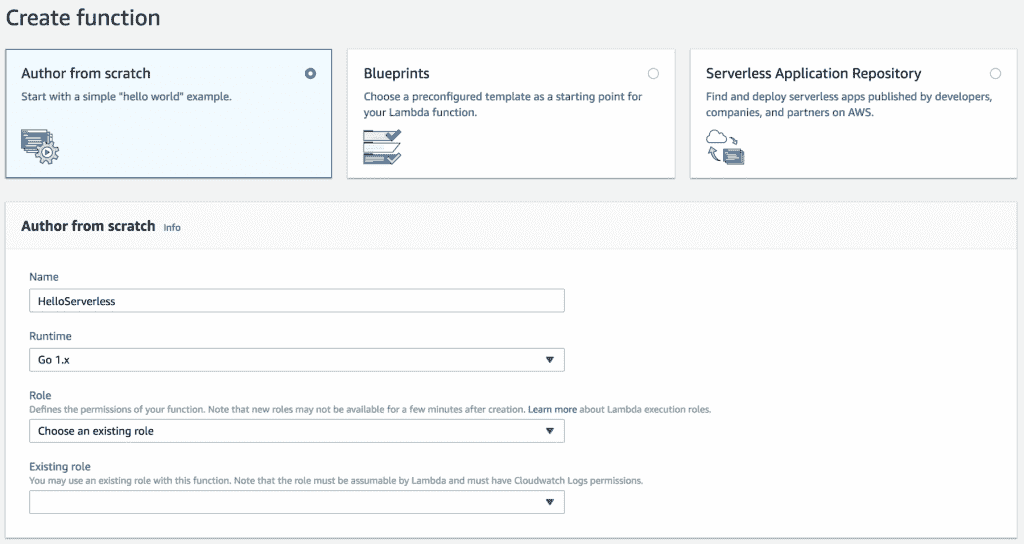 Create function
Author from scratch
Start with a simple "hello world" example.
Blueprints
Choose a preconfigured template as a starting point for
your Lambda function.
Serverless Application Repository
Find and deploy serverless apps published by developers,
companies, and partners on AWS.
Author from scratch Info
Name
HelloServerless
Runtime
Go 1.x
Role
Defines the permissions of your function. Note that new roles may not be available for a few minutes after creation. Learn more about Lambda execution roles.
Choose an existing role
Existing role
You may use an existing role with this function. Note that the role must be assumable by Lambda and must have Cloudwatch Logs permissions.